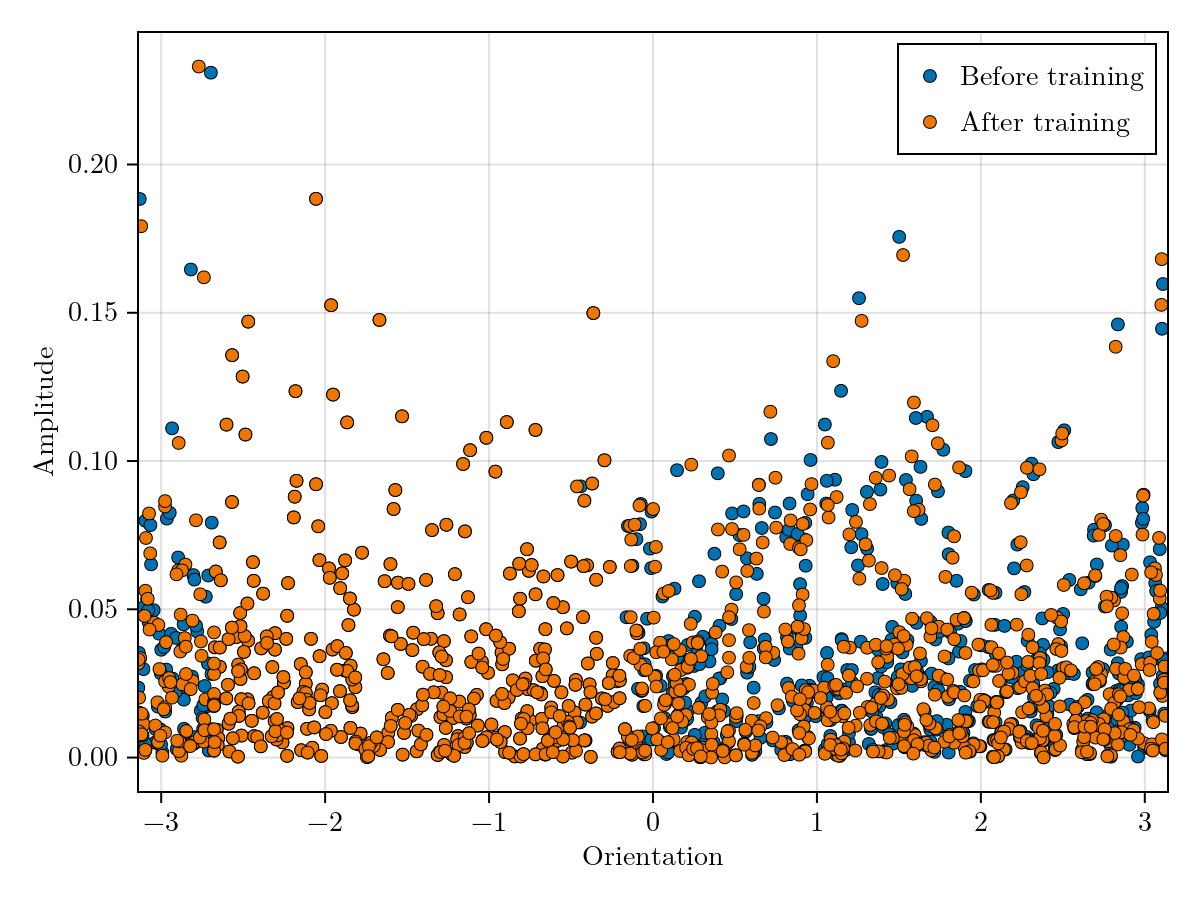 Before training
After training
Amplitude
0.20
0.15
0.10
0.05
0.00
−3 −2 −1 0 1 2 3
Orientation